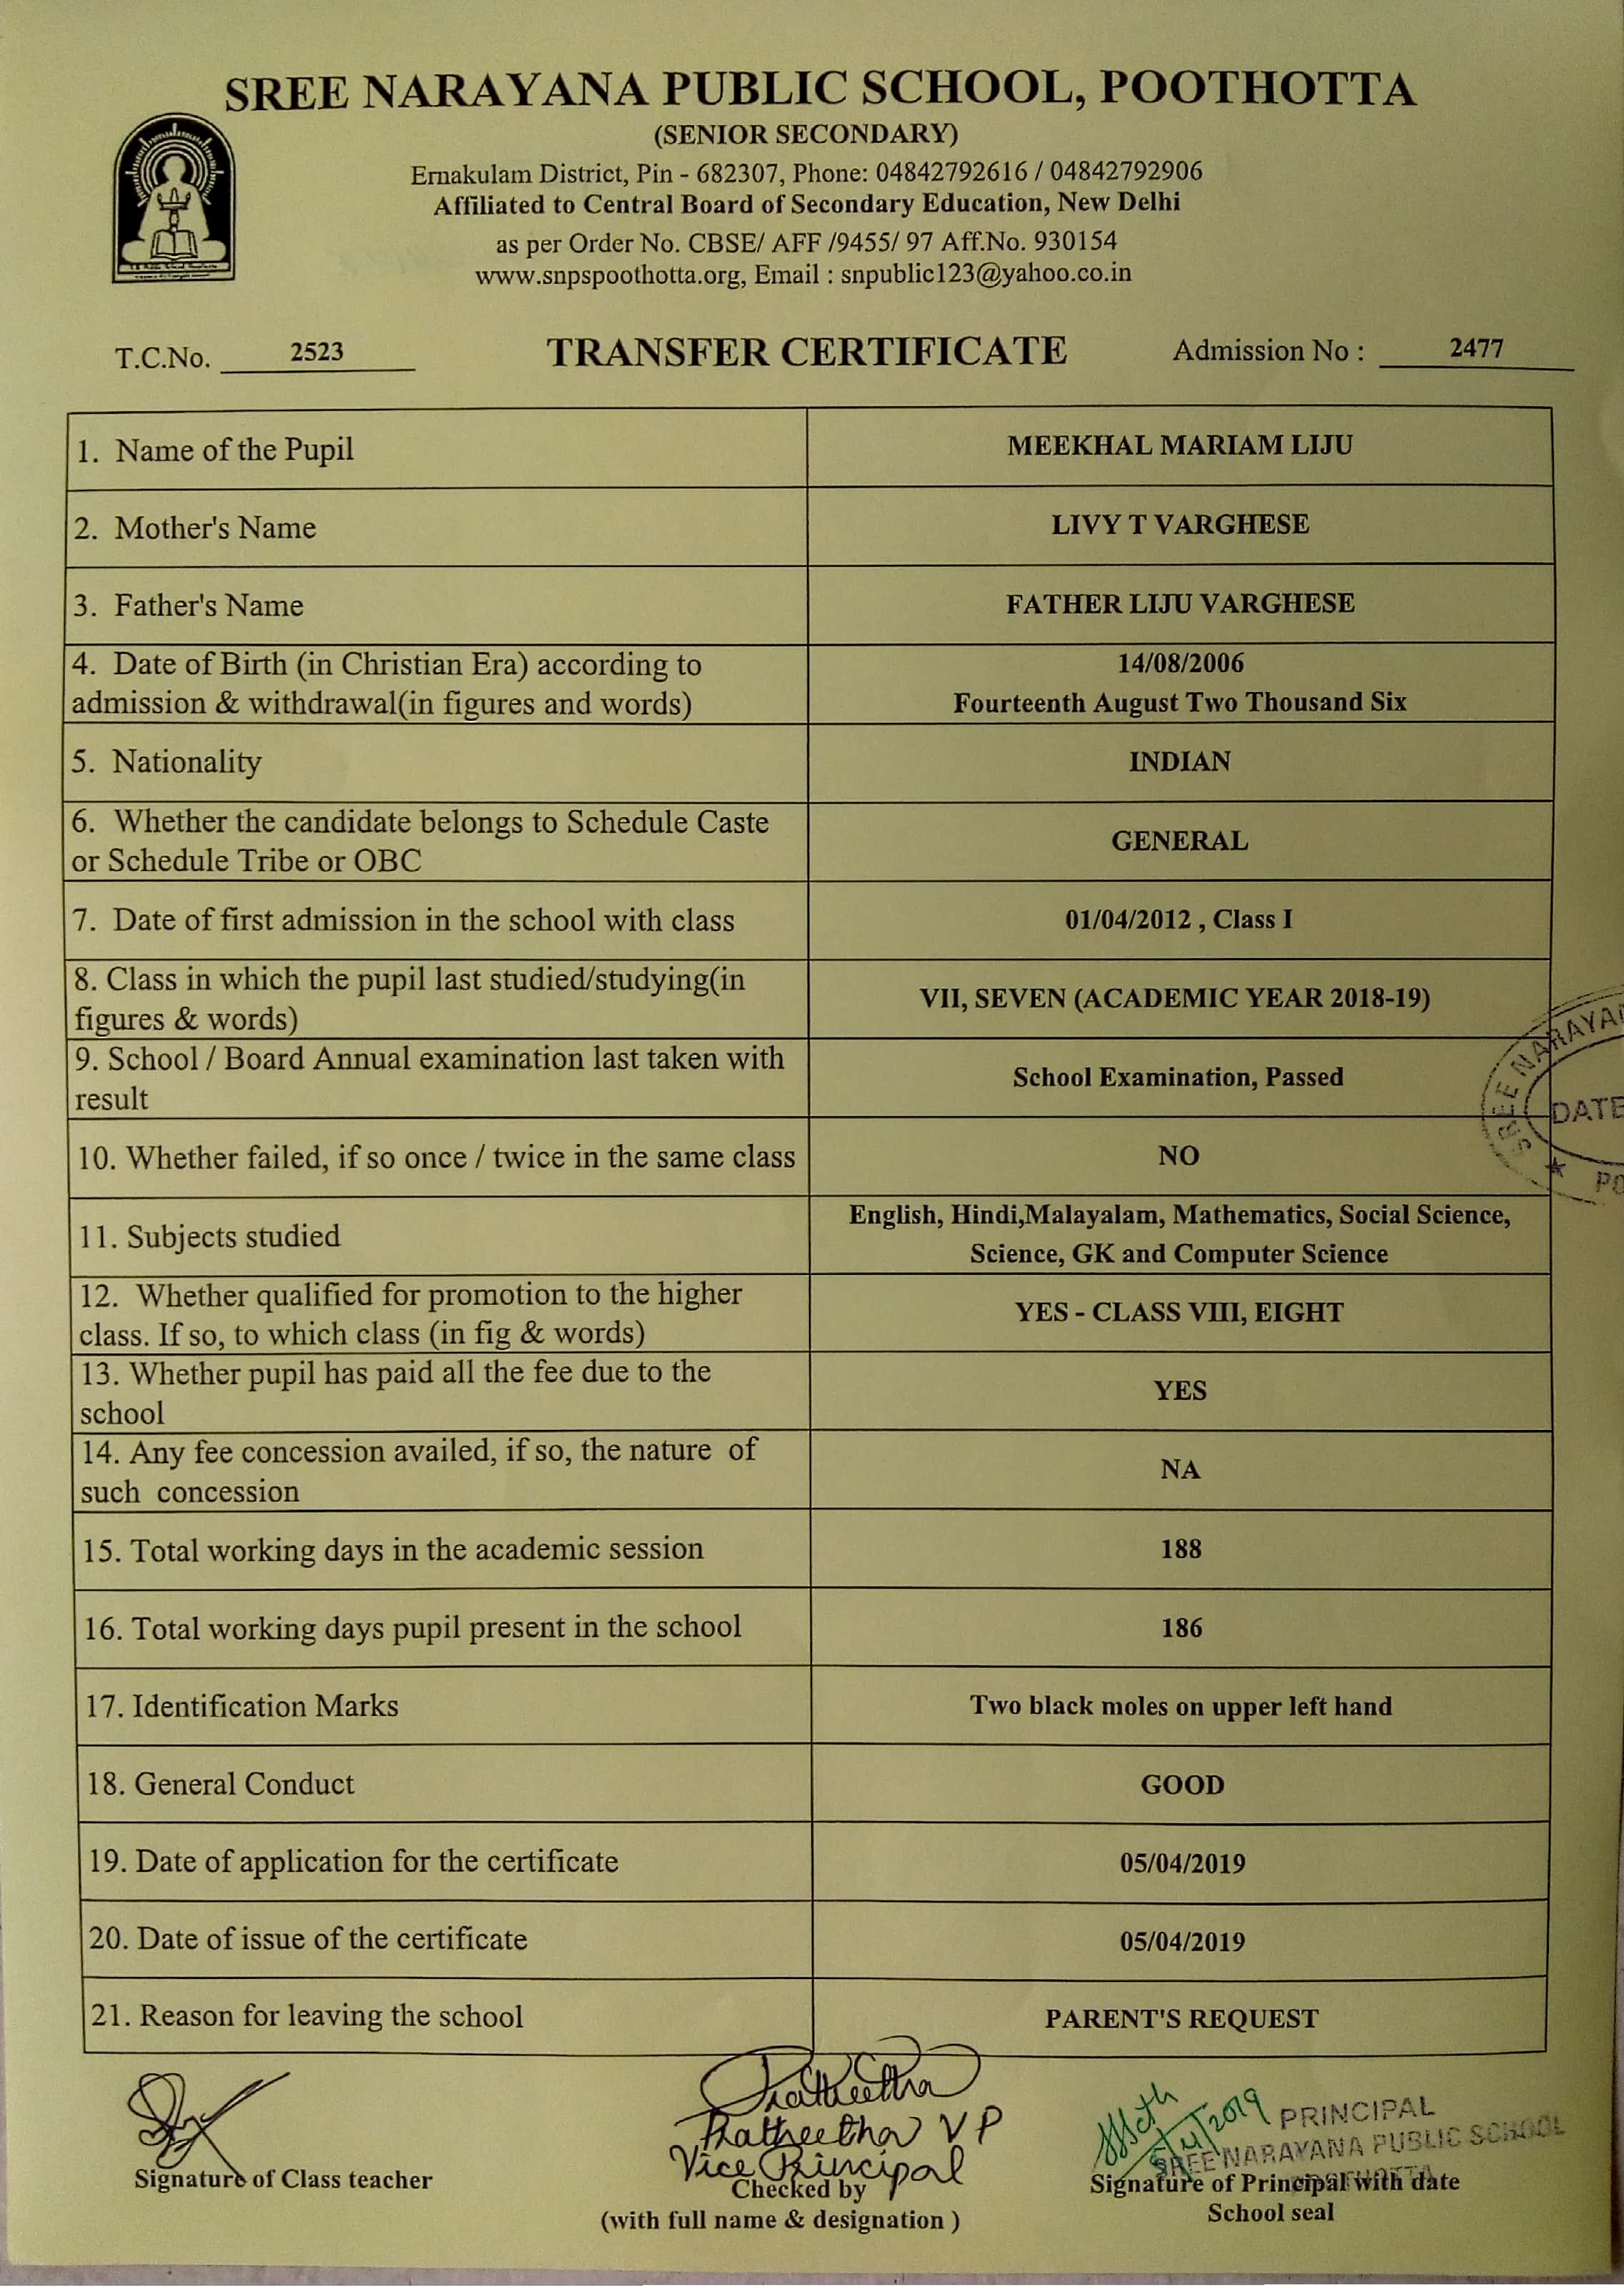 SREE NARAYANA PUBLIC SCHOOL, POOTHOTTA
(SENIOR SECONDARY)
Ernakulam District, Pin - 682307, Phone: 04842792616 / 04842792906
Affiliated to Central Board of Secondary Education, New Delhi
as per Order No. CBSE/ AFF /9455/ 97 Aff.No. 930154
www.snpspoothotta.org, Email : snpublic123@yahoo.co.in
T.C.No. 2523 TRANSFER CERTIFICATE Admission No : 2477
1. Name of the Pupil MEEKHAL MARIAM LIJU
2. Mother's Name LIVY T VARGHESE
3. Father's Name FATHER LIJU VARGHESE
4. Date of Birth (in Christian Era) according to
admission & withdrawal(in figures and words)
14/08/2006
Fourteenth August Two Thousand Six
5. Nationality INDIAN
6. Whether the candidate belongs to Schedule Caste
or Schedule Tribe or OBC
GENERAL
7. Date of first admission in the school with class 01/04/2012 , Class I
8. Class in which the pupil last studied/studying(in
figures & words)
VII, SEVEN (ACADEMIC YEAR 2018-19)
9. School / Board Annual examination last taken with
result
School Examination, Passed
10. Whether failed, if so once / twice in the same class NO
11. Subjects studied
English, Hindi,Malayalam, Mathematics, Social Science,
Science, GK and Computer Science
12. Whether qualified for promotion to the higher
class. If so, to which class (in fig & words)
YES - CLASS VIII, EIGHT
13. Whether pupil has paid all the fee due to the
school
YES
14. Any fee concession availed, if so, the nature of
such concession
NA
15. Total working days in the academic session 188
16. Total working days pupil present in the school 186
17. Identification Marks Two black moles on upper left hand
18. General Conduct GOOD
19. Date of application for the certificate 05/04/2019
20. Date of issue of the certificate 05/04/2019
21. Reason for leaving the school PARENT'S REQUEST
SREE NARAYA
DATE
PO
Pratheetha
Pratheetha V P
Vice Principal
5/4/2019
PRINCIPAL
SREE NARAYANA PUBLIC SCHOOL
POOTHOTTA
Signature of Class teacher
Checked by
(with full name & designation )
Signature of Principal with date
School seal